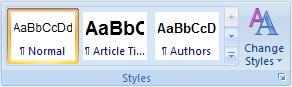 AaBbCcDd
AaBbC
AaBbCcD
Change
Styles
¶ Normal
¶ Article Ti...
¶ Authors
Styles